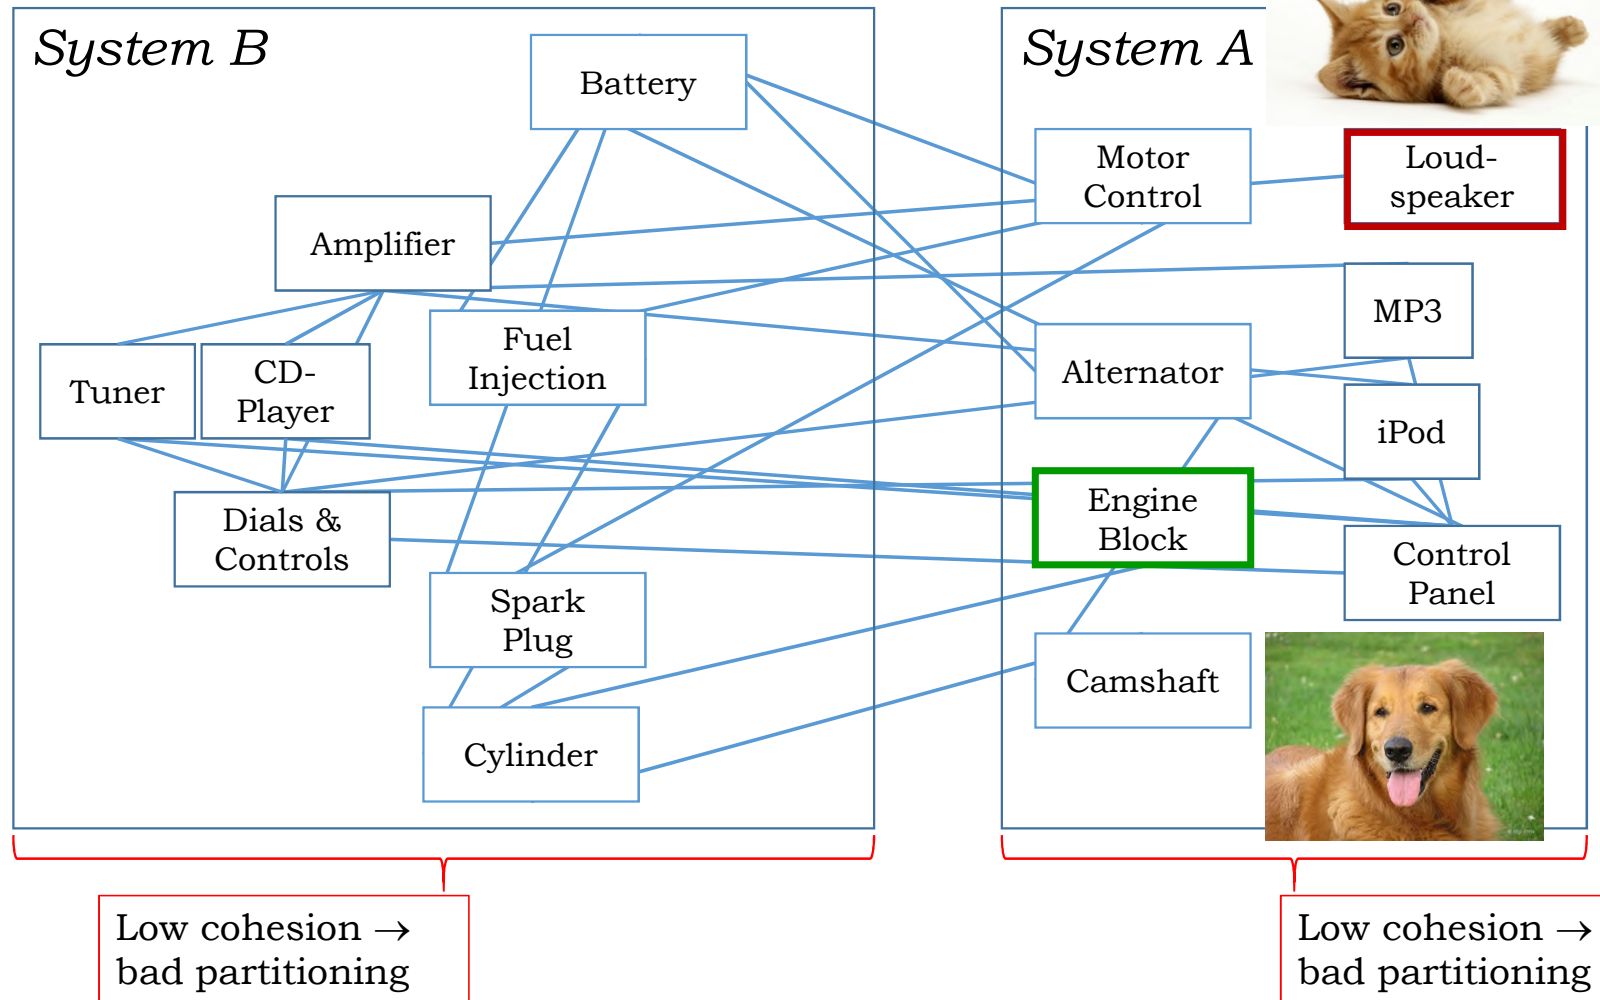 System B
Battery
Amplifier
Fuel
Injection
Tuner
CD-
Player
Dials &
Controls
Spark
Plug
Cylinder
System A
Motor
Control
Loud-
speaker
MP3
Alternator
iPod
Engine
Block
Control
Panel
Camshaft
Low cohesion →
bad partitioning
Low cohesion →
bad partitioning